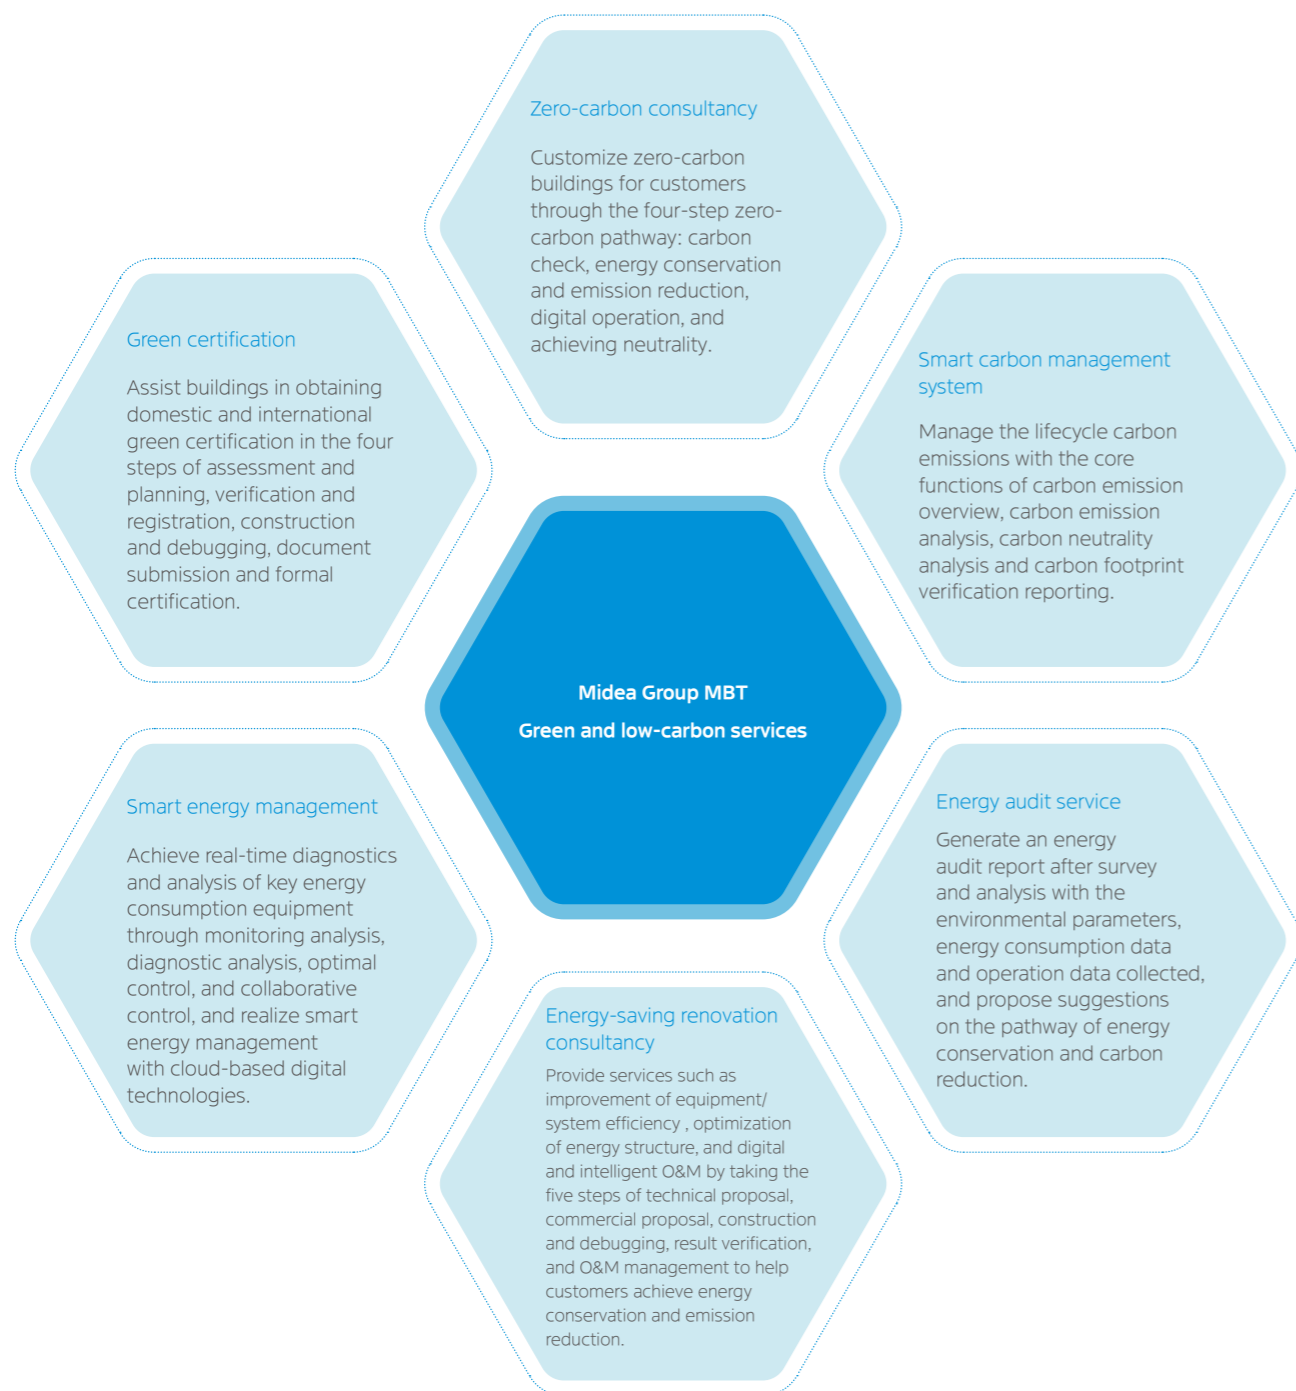 Zero-carbon consultancy
Customize zero-carbon
buildings for customers
through the four-step zero-
carbon pathway: carbon
check, energy conservation
and emission reduction,
digital operation, and
achieving neutrality.
Green certification
Assist buildings in obtaining
domestic and international
green certification in the four
steps of assessment and
planning, verification and
registration, construction
and debugging, document
submission and formal
certification.
Smart carbon management
system
Manage the lifecycle carbon
emissions with the core
functions of carbon emission
overview, carbon emission
analysis, carbon neutrality
analysis and carbon footprint
verification reporting.
Midea Group MBT
Green and low-carbon services
Smart energy management
Achieve real-time diagnostics
and analysis of key energy
consumption equipment
through monitoring analysis,
diagnostic analysis, optimal
control, and collaborative
control, and realize smart
energy management
with cloud-based digital
technologies.
Energy audit service
Generate an energy
audit report after survey
and analysis with the
environmental parameters,
energy consumption data
and operation data collected,
and propose suggestions
on the pathway of energy
conservation and carbon
reduction.
Energy-saving renovation
consultancy
Provide services such as
improvement of equipment/
system efficiency , optimization
of energy structure, and digital
and intelligent O&M by taking the
five steps of technical proposal,
commercial proposal, construction
and debugging, result verification,
and O&M management to help
customers achieve energy
conservation and emission
reduction.